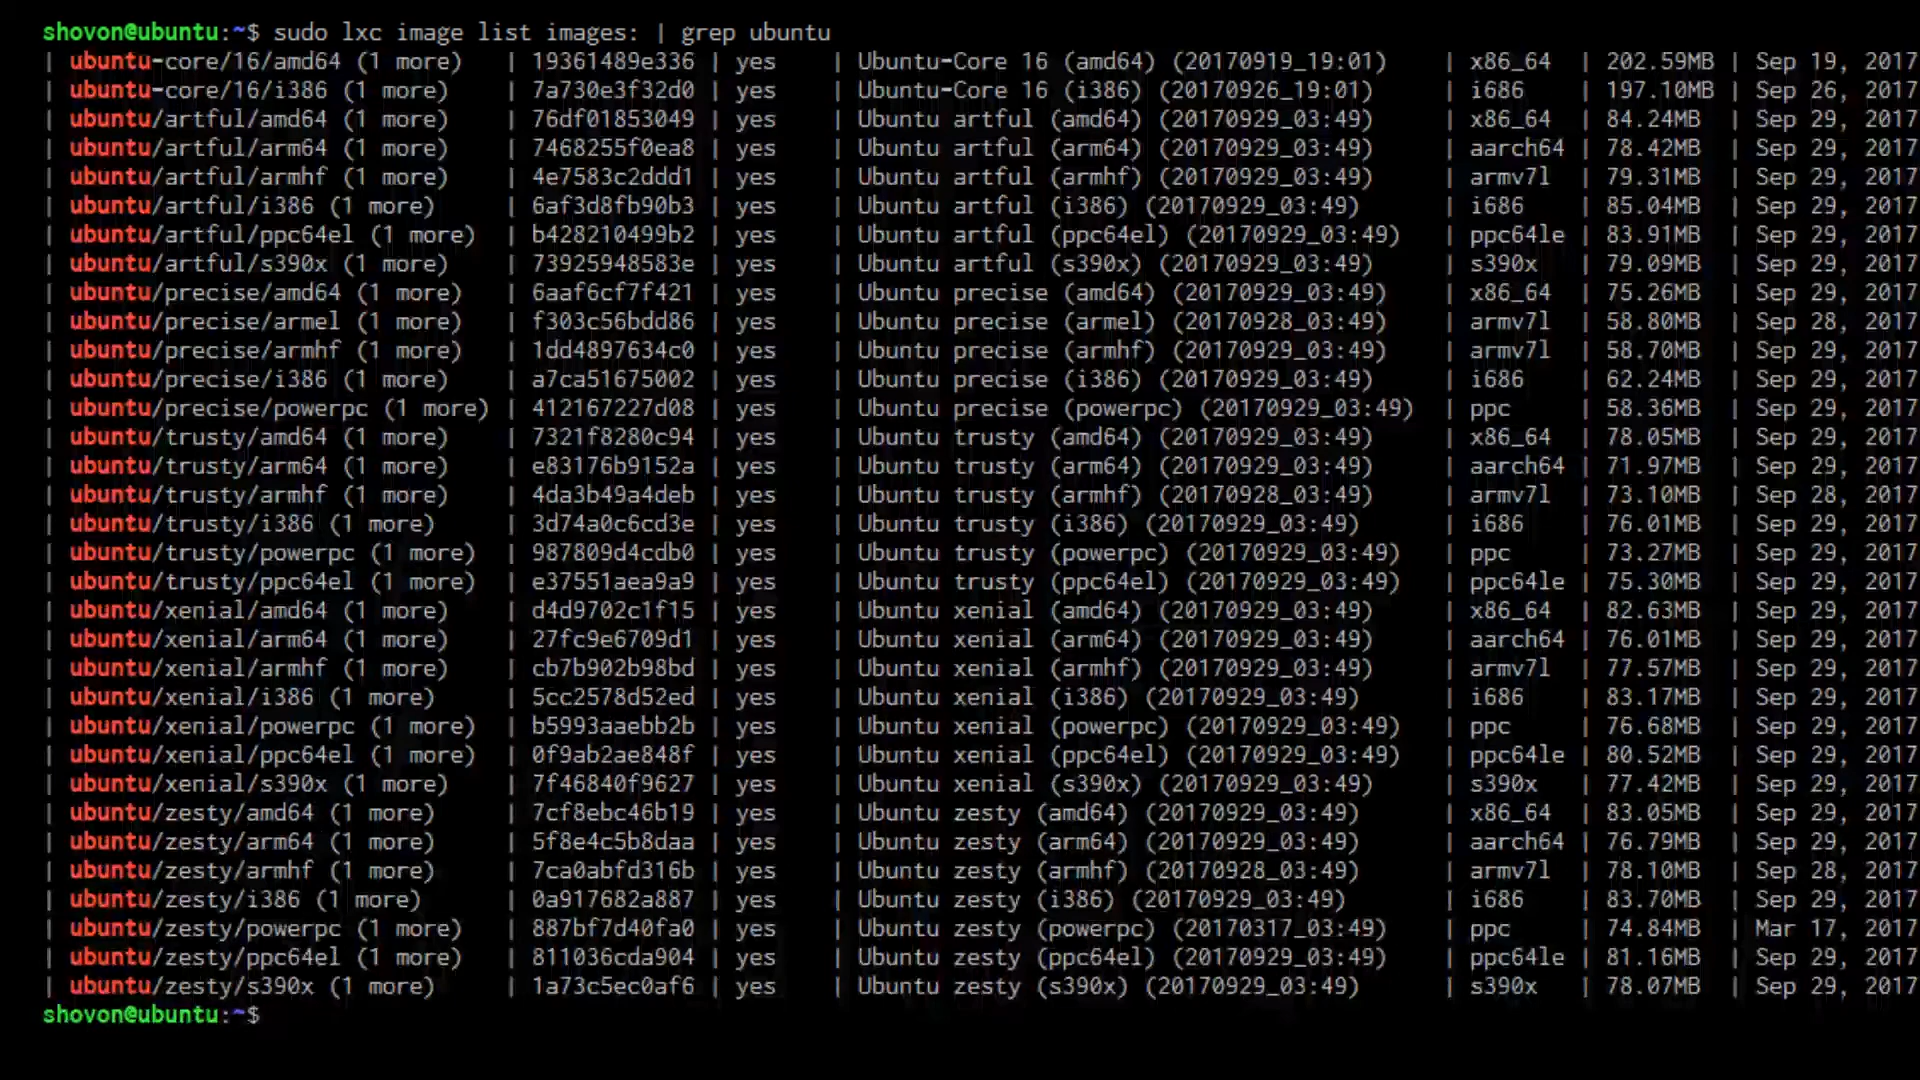 shovon@ubuntu:~$ sudo lxc image list images: | grep ubuntu
| ubuntu-core/16/amd64 (1 more) | 19361489e336 | yes | Ubuntu-Core 16 (amd64) (20170919_19:01) | x86_64 | 202.59MB | Sep 19, 2017
| ubuntu-core/16/i386 (1 more) | 7a730e3f32d0 | yes | Ubuntu-Core 16 (i386) (20170926_19:01) | i686 | 197.10MB | Sep 26, 2017
| ubuntu/artful/amd64 (1 more) | 76df01853049 | yes | Ubuntu artful (amd64) (20170929_03:49) | x86_64 | 84.24MB | Sep 29, 2017
| ubuntu/artful/arm64 (1 more) | 7468255f0ea8 | yes | Ubuntu artful (arm64) (20170929_03:49) | aarch64 | 78.42MB | Sep 29, 2017
| ubuntu/artful/armhf (1 more) | 4e7583c2ddd1 | yes | Ubuntu artful (armhf) (20170929_03:49) | armv7l | 79.31MB | Sep 29, 2017
| ubuntu/artful/i386 (1 more) | 6af3d8fb90b3 | yes | Ubuntu artful (i386) (20170929_03:49) | i686 | 85.04MB | Sep 29, 2017
| ubuntu/artful/ppc64el (1 more) | b428210499b2 | yes | Ubuntu artful (ppc64el) (20170929_03:49) | ppc64le | 83.91MB | Sep 29, 2017
| ubuntu/artful/s390x (1 more) | 73925948583e | yes | Ubuntu artful (s390x) (20170929_03:49) | s390x | 79.09MB | Sep 29, 2017
| ubuntu/precise/amd64 (1 more) | 6aaf6cf7f421 | yes | Ubuntu precise (amd64) (20170929_03:49) | x86_64 | 75.26MB | Sep 29, 2017
| ubuntu/precise/armel (1 more) | f303c56bdd86 | yes | Ubuntu precise (armel) (20170928_03:49) | armv7l | 58.80MB | Sep 28, 2017
| ubuntu/precise/armhf (1 more) | 1dd4897634c0 | yes | Ubuntu precise (armhf) (20170929_03:49) | armv7l | 58.70MB | Sep 29, 2017
| ubuntu/precise/i386 (1 more) | a7ca51675002 | yes | Ubuntu precise (i386) (20170929_03:49) | i686 | 62.24MB | Sep 29, 2017
| ubuntu/precise/powerpc (1 more) | 412167227d08 | yes | Ubuntu precise (powerpc) (20170929_03:49) | ppc | 58.36MB | Sep 29, 2017
| ubuntu/trusty/amd64 (1 more) | 7321f8280c94 | yes | Ubuntu trusty (amd64) (20170929_03:49) | x86_64 | 78.05MB | Sep 29, 2017
| ubuntu/trusty/arm64 (1 more) | e83176b9152a | yes | Ubuntu trusty (arm64) (20170929_03:49) | aarch64 | 71.97MB | Sep 29, 2017
| ubuntu/trusty/armhf (1 more) | 4da3b49a4deb | yes | Ubuntu trusty (armhf) (20170928_03:49) | armv7l | 73.10MB | Sep 28, 2017
| ubuntu/trusty/i386 (1 more) | 3d74a0c6cd3e | yes | Ubuntu trusty (i386) (20170929_03:49) | i686 | 76.01MB | Sep 29, 2017
| ubuntu/trusty/powerpc (1 more) | 987809d4cdb0 | yes | Ubuntu trusty (powerpc) (20170929_03:49) | ppc | 73.27MB | Sep 29, 2017
| ubuntu/trusty/ppc64el (1 more) | e37551aea9a9 | yes | Ubuntu trusty (ppc64el) (20170929_03:49) | ppc64le | 75.30MB | Sep 29, 2017
| ubuntu/xenial/amd64 (1 more) | d4d9702c1f15 | yes | Ubuntu xenial (amd64) (20170929_03:49) | x86_64 | 82.63MB | Sep 29, 2017
| ubuntu/xenial/arm64 (1 more) | 27fc9e6709d1 | yes | Ubuntu xenial (arm64) (20170929_03:49) | aarch64 | 76.01MB | Sep 29, 2017
| ubuntu/xenial/armhf (1 more) | cb7b902b98bd | yes | Ubuntu xenial (armhf) (20170929_03:49) | armv7l | 77.57MB | Sep 29, 2017
| ubuntu/xenial/i386 (1 more) | 5cc2578d52ed | yes | Ubuntu xenial (i386) (20170929_03:49) | i686 | 83.17MB | Sep 29, 2017
| ubuntu/xenial/powerpc (1 more) | b5993aaebb2b | yes | Ubuntu xenial (powerpc) (20170929_03:49) | ppc | 76.68MB | Sep 29, 2017
| ubuntu/xenial/ppc64el (1 more) | 0f9ab2ae848f | yes | Ubuntu xenial (ppc64el) (20170929_03:49) | ppc64le | 80.52MB | Sep 29, 2017
| ubuntu/xenial/s390x (1 more) | 7f46840f9627 | yes | Ubuntu xenial (s390x) (20170929_03:49) | s390x | 77.42MB | Sep 29, 2017
| ubuntu/zesty/amd64 (1 more) | 7cf8ebc46b19 | yes | Ubuntu zesty (amd64) (20170929_03:49) | x86_64 | 83.05MB | Sep 29, 2017
| ubuntu/zesty/arm64 (1 more) | 5f8e4c5b8daa | yes | Ubuntu zesty (arm64) (20170929_03:49) | aarch64 | 76.79MB | Sep 29, 2017
| ubuntu/zesty/armhf (1 more) | 7ca0abfd316b | yes | Ubuntu zesty (armhf) (20170928_03:49) | armv7l | 78.10MB | Sep 28, 2017
| ubuntu/zesty/i386 (1 more) | 0a917682a887 | yes | Ubuntu zesty (i386) (20170929_03:49) | i686 | 83.70MB | Sep 29, 2017
| ubuntu/zesty/powerpc (1 more) | 887bf7d40fa0 | yes | Ubuntu zesty (powerpc) (20170317_03:49) | ppc | 74.84MB | Mar 17, 2017
| ubuntu/zesty/ppc64el (1 more) | 811036cda904 | yes | Ubuntu zesty (ppc64el) (20170929_03:49) | ppc64le | 81.16MB | Sep 29, 2017
| ubuntu/zesty/s390x (1 more) | 1a73c5ec0af6 | yes | Ubuntu zesty (s390x) (20170929_03:49) | s390x | 78.07MB | Sep 29, 2017
shovon@ubuntu:~$